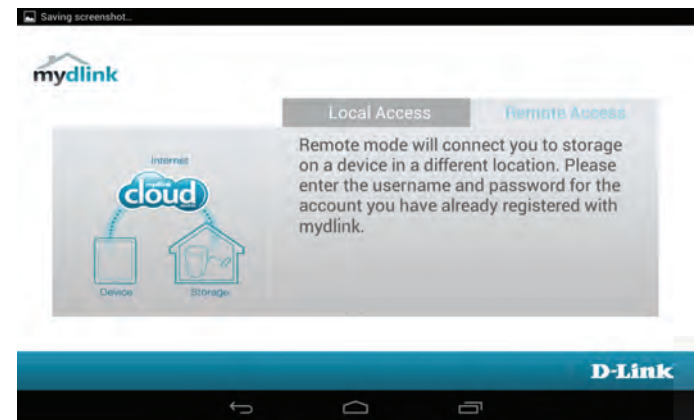 Saving screenshot...
mydlink
Local Access
Remote Access
Remote mode will connect you to storage
on a device in a different location. Please
enter the username and password for the
account you have already registered with
mydlink.
Internet
mydlink
cloud
Device
Storage
D-Link